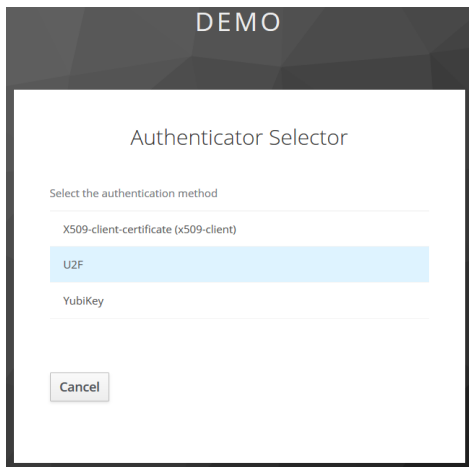 DEMO
Authenticator Selector
Select the authentication method
X509-client-certificate (x509-client)
U2F
YubiKey
Cancel